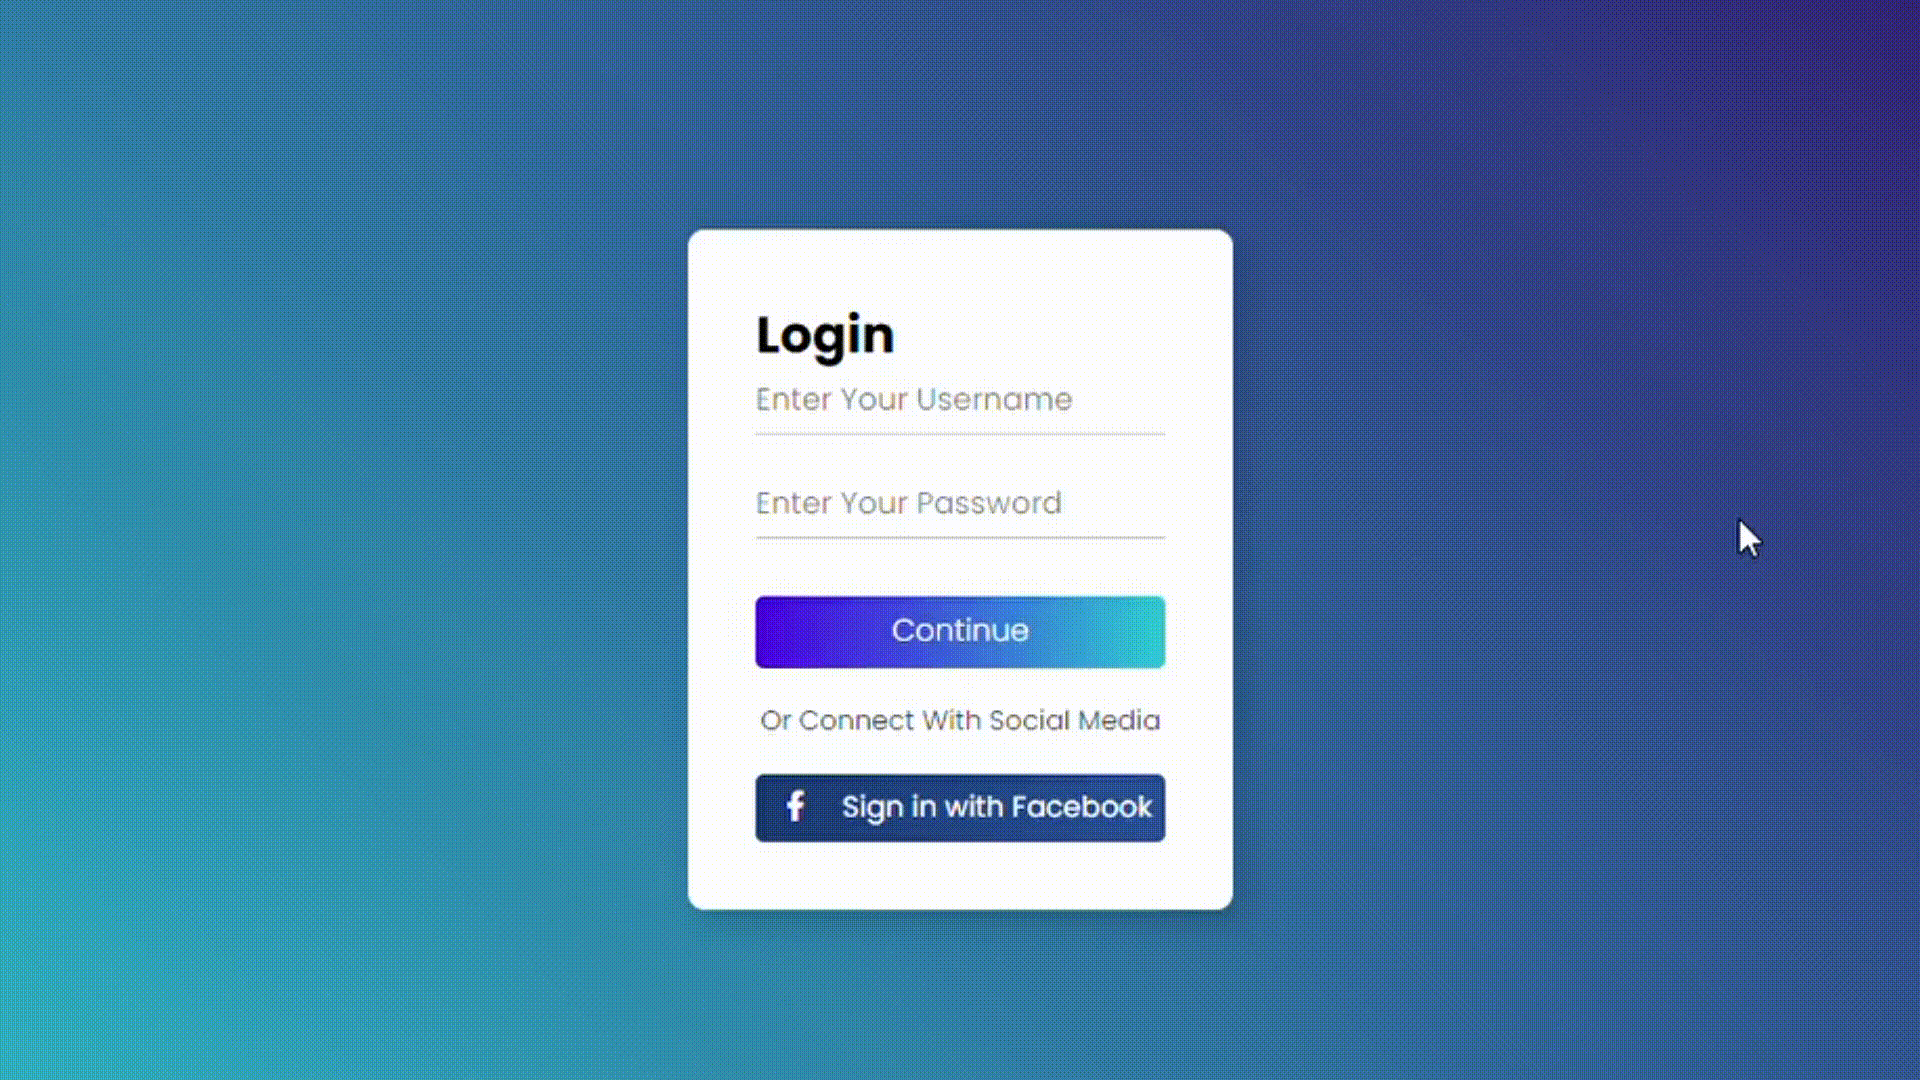 Login
Enter Your Username
Enter Your Password
Continue
Or Connect With Social Media
f Sign in with Facebook